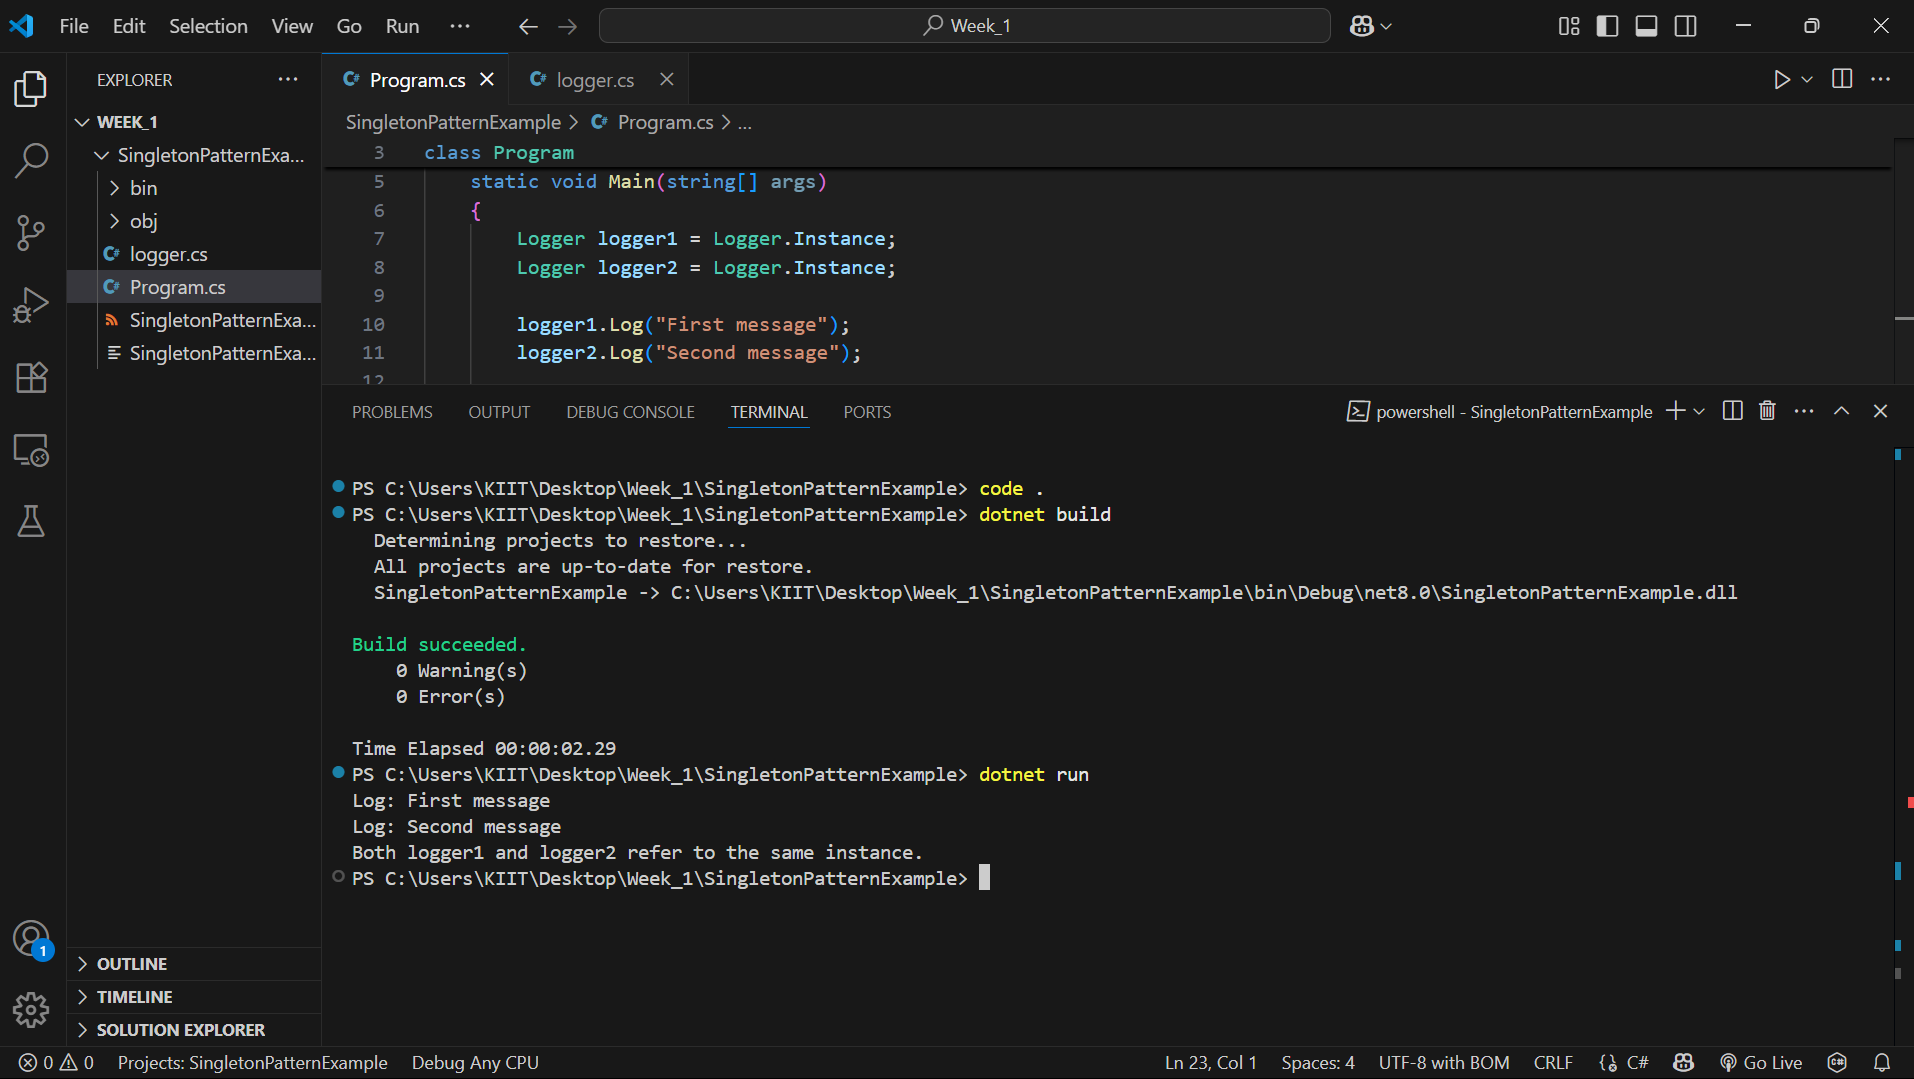 File Edit Selection View Go Run ···
Week_1
EXPLORER
WEEK_1
SingletonPatternExa...
bin
obj
logger.cs
Program.cs
SingletonPatternExa...
SingletonPatternExa...
OUTLINE
TIMELINE
SOLUTION EXPLORER
Program.cs
logger.cs
SingletonPatternExample > Program.cs > ...
3 class Program
5 static void Main(string[] args)
6 {
7 Logger logger1 = Logger.Instance;
8 Logger logger2 = Logger.Instance;
9
10 logger1.Log("First message");
11 logger2.Log("Second message");
12
PROBLEMS OUTPUT DEBUG CONSOLE TERMINAL PORTS
powershell - SingletonPatternExample
PS C:\Users\KIIT\Desktop\Week_1\SingletonPatternExample> code .
PS C:\Users\KIIT\Desktop\Week_1\SingletonPatternExample> dotnet build
Determining projects to restore...
All projects are up-to-date for restore.
SingletonPatternExample -> C:\Users\KIIT\Desktop\Week_1\SingletonPatternExample\bin\Debug\net8.0\SingletonPatternExample.dll
Build succeeded.
0 Warning(s)
0 Error(s)
Time Elapsed 00:00:02.29
PS C:\Users\KIIT\Desktop\Week_1\SingletonPatternExample> dotnet run
Log: First message
Log: Second message
Both logger1 and logger2 refer to the same instance.
PS C:\Users\KIIT\Desktop\Week_1\SingletonPatternExample>
1
0 0 Projects: SingletonPatternExample Debug Any CPU
Ln 23, Col 1 Spaces: 4 UTF-8 with BOM CRLF C# Go Live